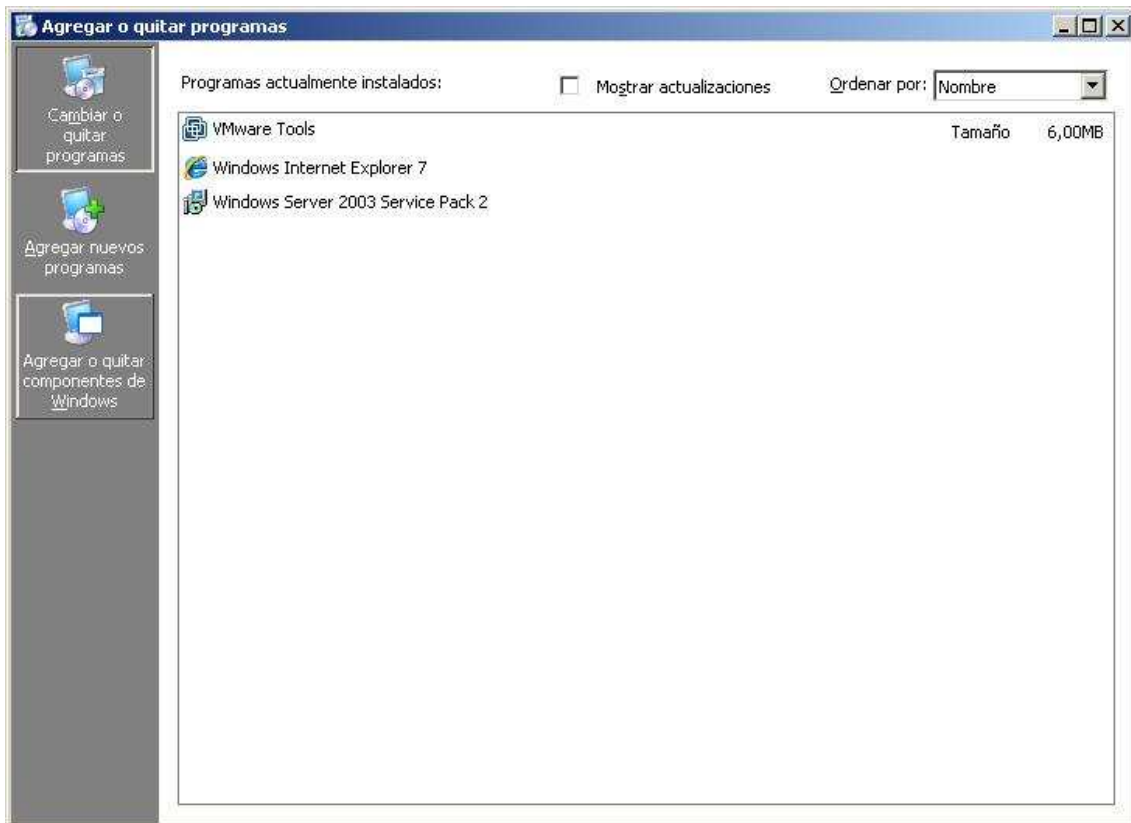 Agregar o quitar programas
Cambiar o
quitar
programas
Agregar nuevos
programas
Agregar o quitar
componentes de
Windows
Programas actualmente instalados:
Mostrar actualizaciones
Ordenar por: Nombre
VMware Tools Tamaño 6,00MB
Windows Internet Explorer 7
Windows Server 2003 Service Pack 2